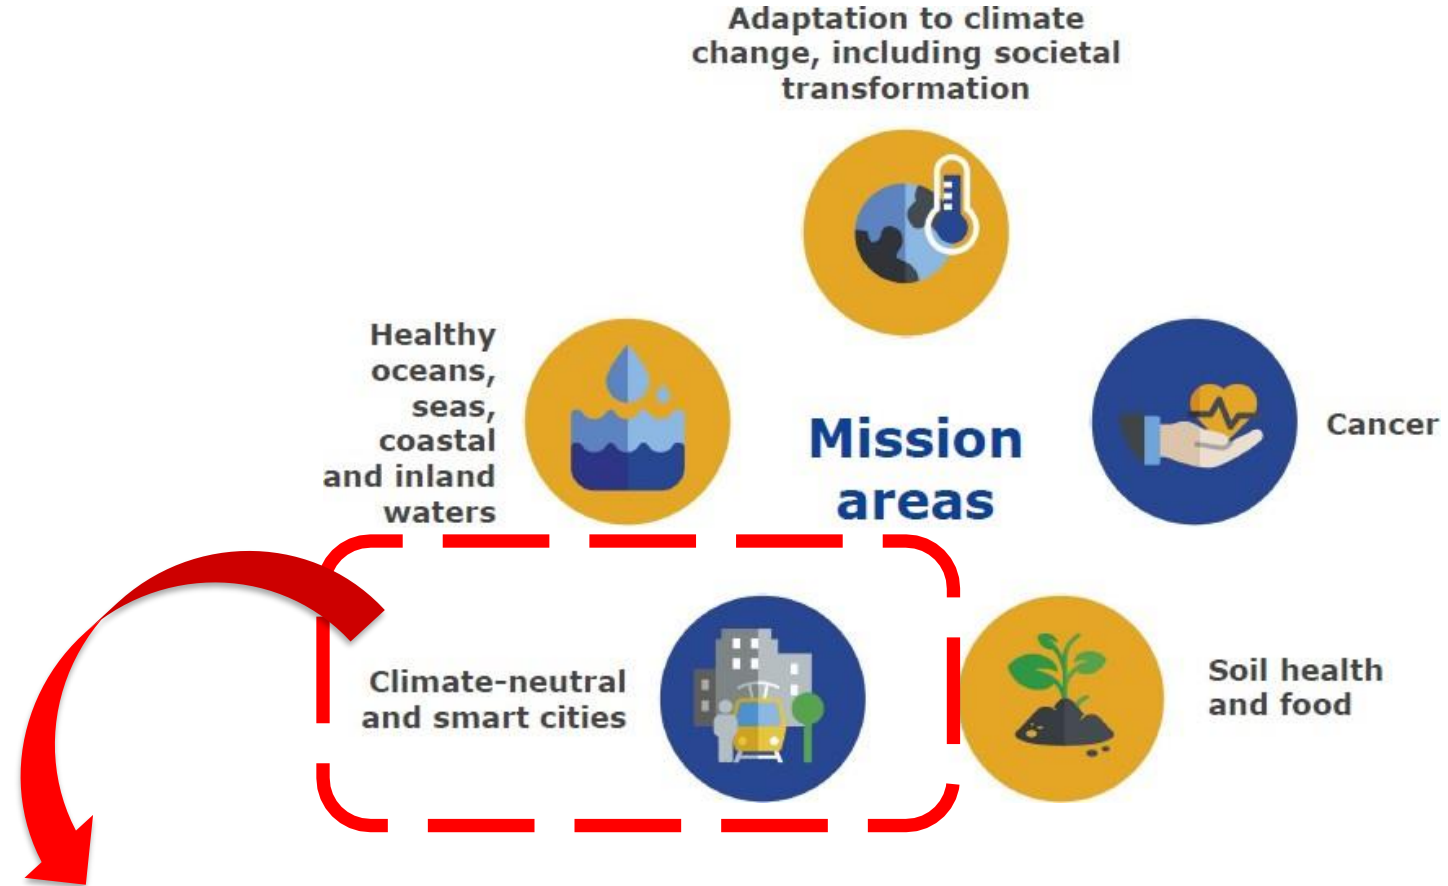 Adaptation to climate
change, including societal
transformation
Healthy
oceans,
seas,
coastal
and inland
waters
Mission
areas
Cancer
Climate-neutral
and smart cities
Soil health
and food